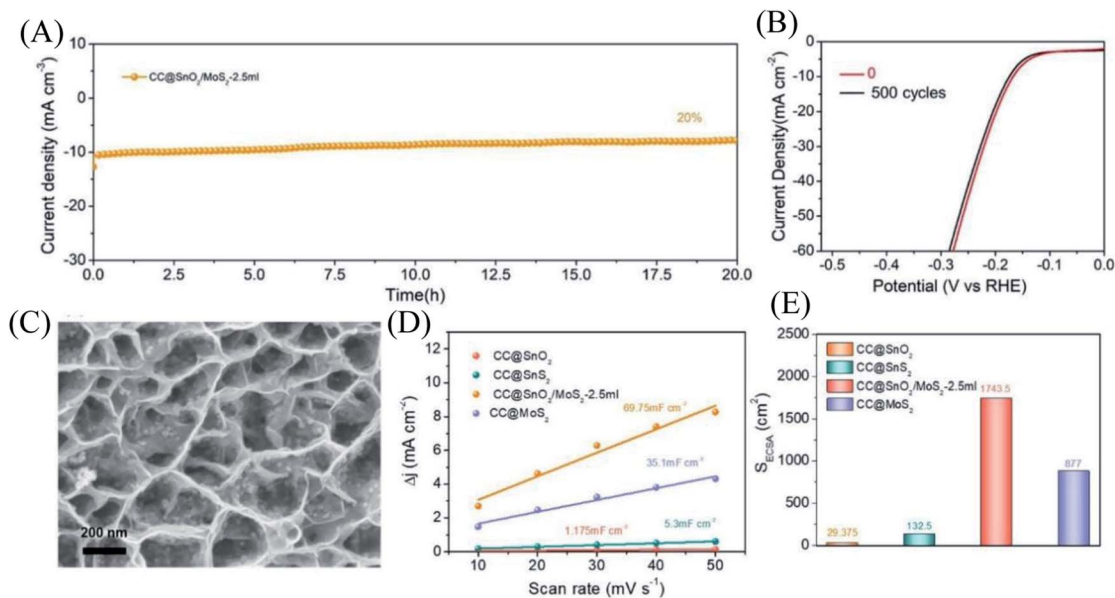 (A)
10
0
-10
-20
-30
Current density (mA cm⁻³)
CC@SnO₂/MoS₂-2.5ml
20%
0.0 2.5 5.0 7.5 10.0 12.5 15.0 17.5 20.0
Time(h)
(B)
0
-10
-20
-30
-40
-50
-60
Current Density(mA cm⁻²)
0
500 cycles
-0.5 -0.4 -0.3 -0.2 -0.1 0.0
Potential (V vs RHE)
(C)
200 nm
(D)
12
10
8
6
4
2
0
Δj (mA cm⁻²)
CC@SnO₂
CC@SnS₂
CC@SnO₂/MoS₂-2.5ml
CC@MoS₂
69.75mF cm⁻²
35.1mF cm⁻²
1.175mF cm⁻²
5.3mF cm⁻²
10 20 30 40 50
Scan rate (mV s⁻¹)
(E)
2500
2000
1500
1000
500
0
S_ECSA (cm²)
CC@SnO₂
CC@SnS₂
CC@SnO₂/MoS₂-2.5ml
CC@MoS₂
29.375
132.5
1743.5
877